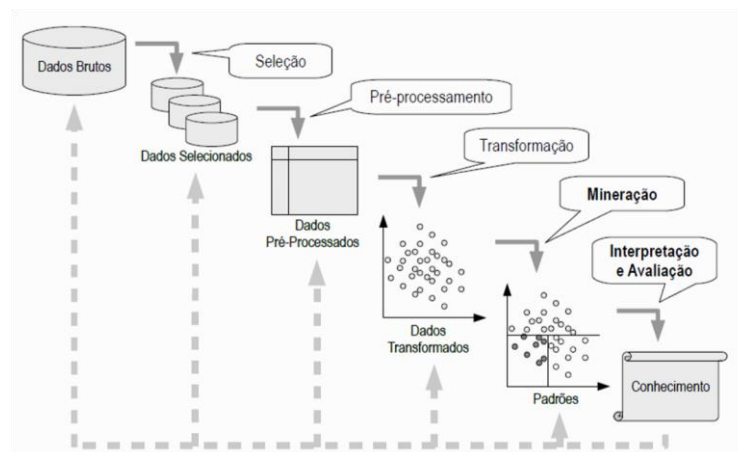 Dados Brutos
Seleção
Dados Selecionados
Pré-processamento
Dados
Pré-Processados
Transformação
Dados
Transformados
Mineração
Padrões
Interpretação
e Avaliação
Conhecimento